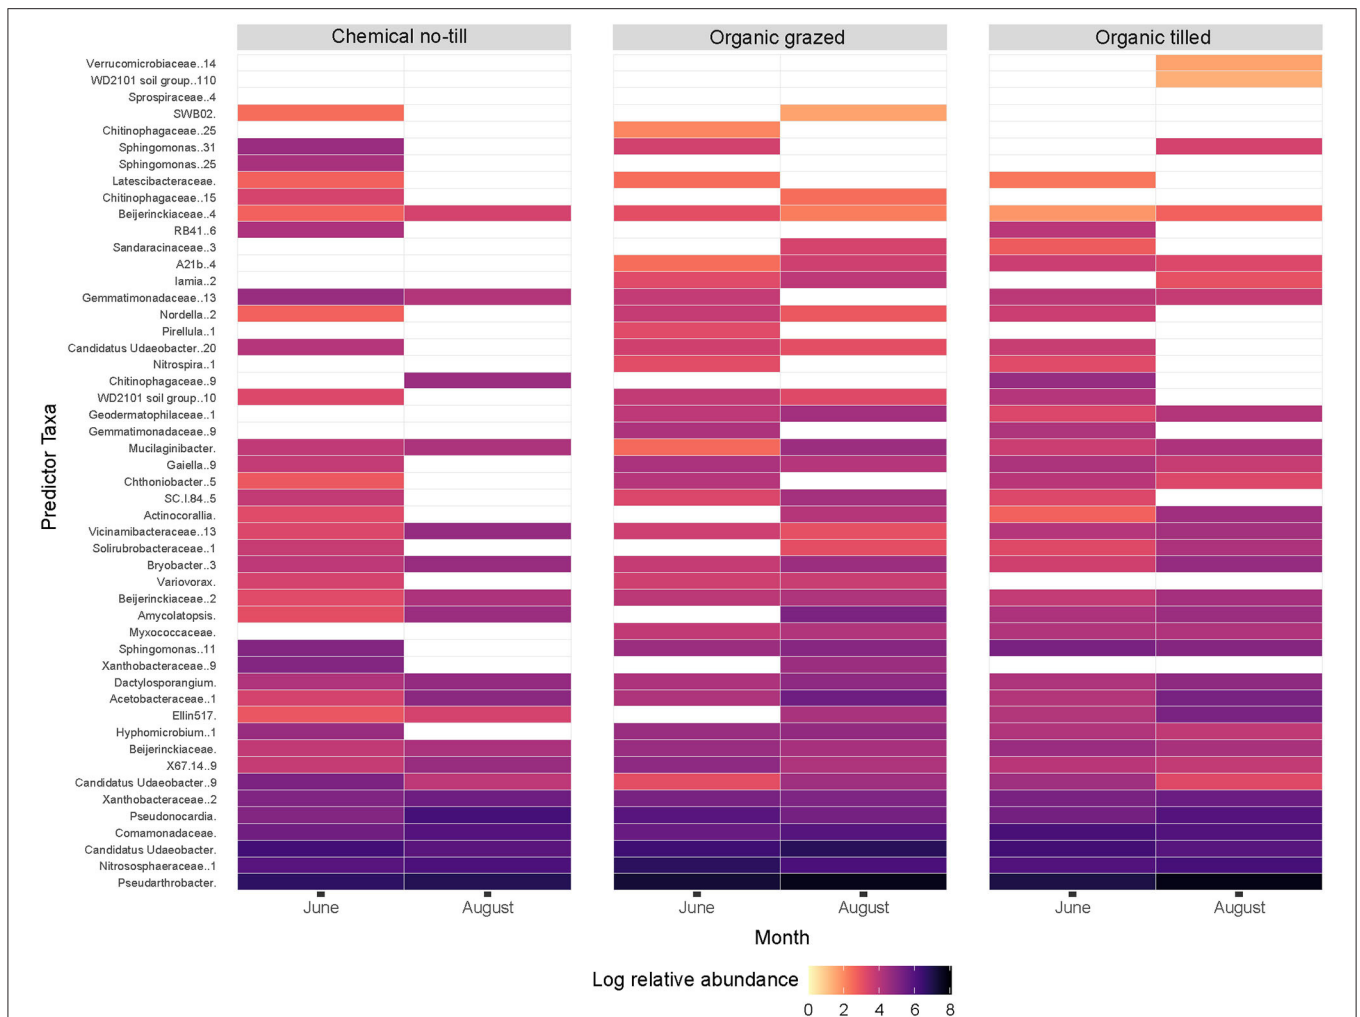 Chemical no-till
Organic grazed
Organic tilled
Verrucomicrobiaceae..14
WD2101 soil group..110
Sprospiraceae..4
SWB02.
Chitinophagaceae..25
Sphingomonas..31
Sphingomonas..25
Latescibacteraceae.
Chitinophagaceae..15
Beijerinckiaceae..4
RB41..6
Sandaracinaceae..3
A21b..4
Iamia..2
Gemmatimonadaceae..13
Nordella..2
Pirellula..1
Candidatus Udaeobacter..20
Nitrospira..1
Chitinophagaceae..9
WD2101 soil group..10
Geodermatophilaceae..1
Gemmatimonadaceae..9
Mucilaginibacter.
Gaiella..9
Chthoniobacter..5
SC.I.84..5
Actinocorallia.
Vicinamibacteraceae..13
Solirubrobacteraceae..1
Bryobacter..3
Variovorax.
Beijerinckiaceae..2
Amycolatopsis.
Myxococcaceae.
Sphingomonas..11
Xanthobacteraceae..9
Dactylosporangium.
Acetobacteraceae..1
Ellin517.
Hyphomicrobium..1
Beijerinckiaceae.
X67.14..9
Candidatus Udaeobacter..9
Xanthobacteraceae..2
Pseudonocardia.
Comamonadaceae.
Candidatus Udaeobacter.
Nitrososphaeraceae..1
Pseudarthrobacter.
Predictor Taxa
June August June August June August
Month
Log relative abundance
0 2 4 6 8